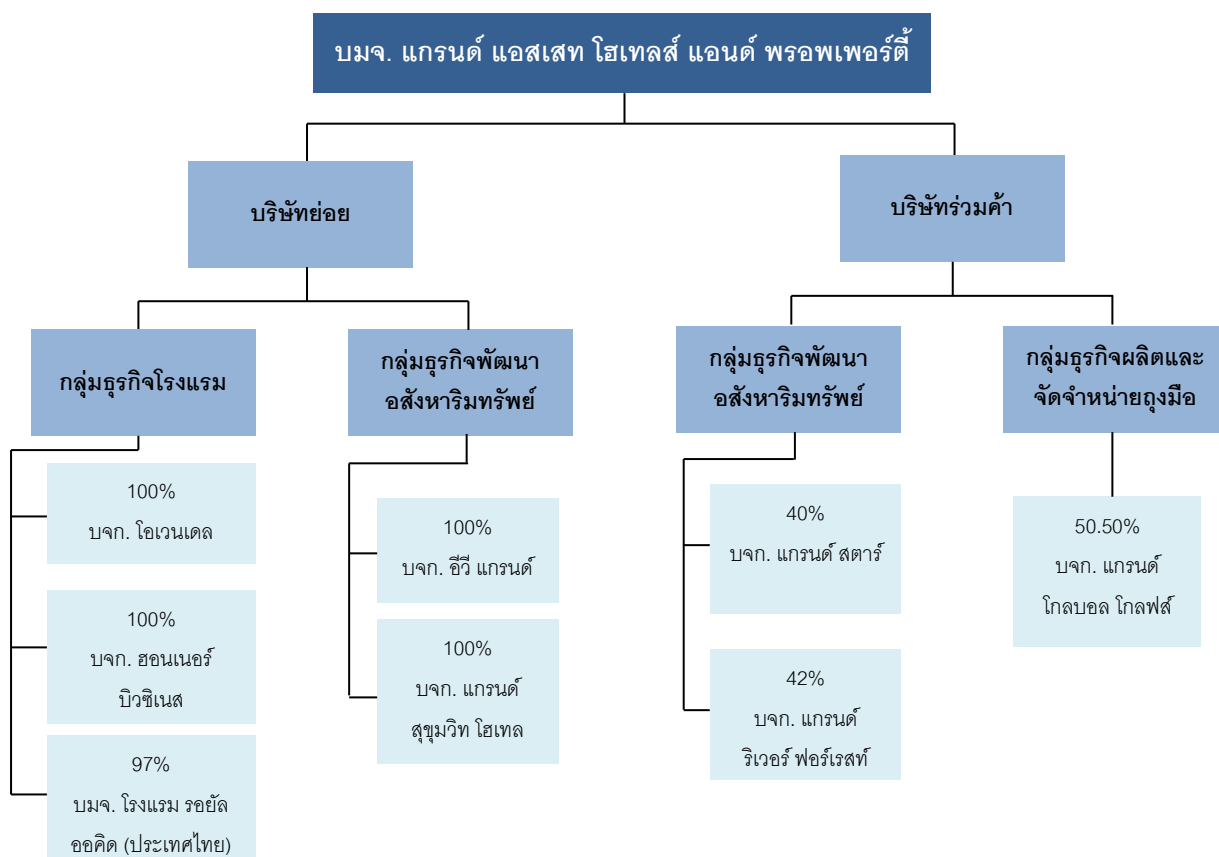 บมจ. แกรนด์ แอสเสท โฮเทลส์ แอนด์ พรอพเพอร์ตี้
บริษัทย่อย
บริษัทร่วมค้า
กลุ่มธุรกิจโรงแรม
กลุ่มธุรกิจพัฒนา
อสังหาริมทรัพย์
กลุ่มธุรกิจพัฒนา
อสังหาริมทรัพย์
กลุ่มธุรกิจผลิตและ
จัดจำหน่ายถุงมือ
100%
บจก. โอเวนเดล
100%
บจก. ฮอนเนอร์
บิวซิเนส
97%
บมจ. โรงแรม รอยัล
ออคิด (ประเทศไทย)
100%
บจก. อีวี แกรนด์
100%
บจก. แกรนด์
สุขุมวิท โฮเทล
40%
บจก. แกรนด์ สตาร์
42%
บจก. แกรนด์
ริเวอร์ ฟอร์เรสท์
50.50%
บจก. แกรนด์
โกลบอล โกลฟส์